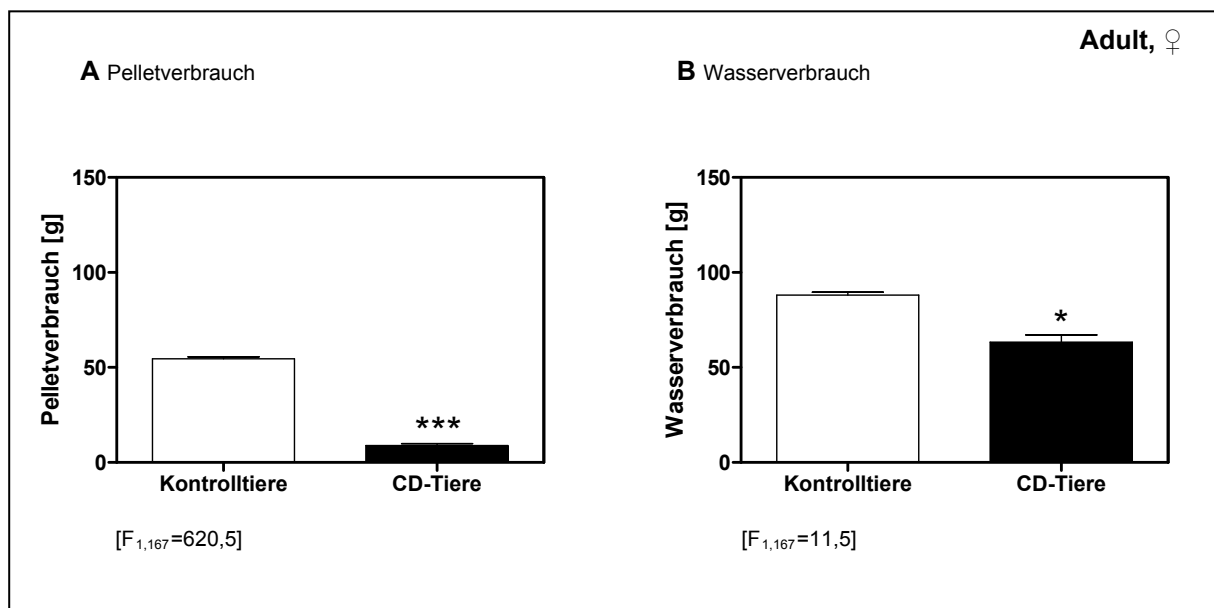 Adult, ♀
A Pelletverbrauch
150
100
50
0
Pelletverbrauch [g]
***
Kontrolltiere CD-Tiere
[F1,167=620,5]
B Wasserverbrauch
150
100
50
0
Wasserverbrauch [g]
*
Kontrolltiere CD-Tiere
[F1,167=11,5]